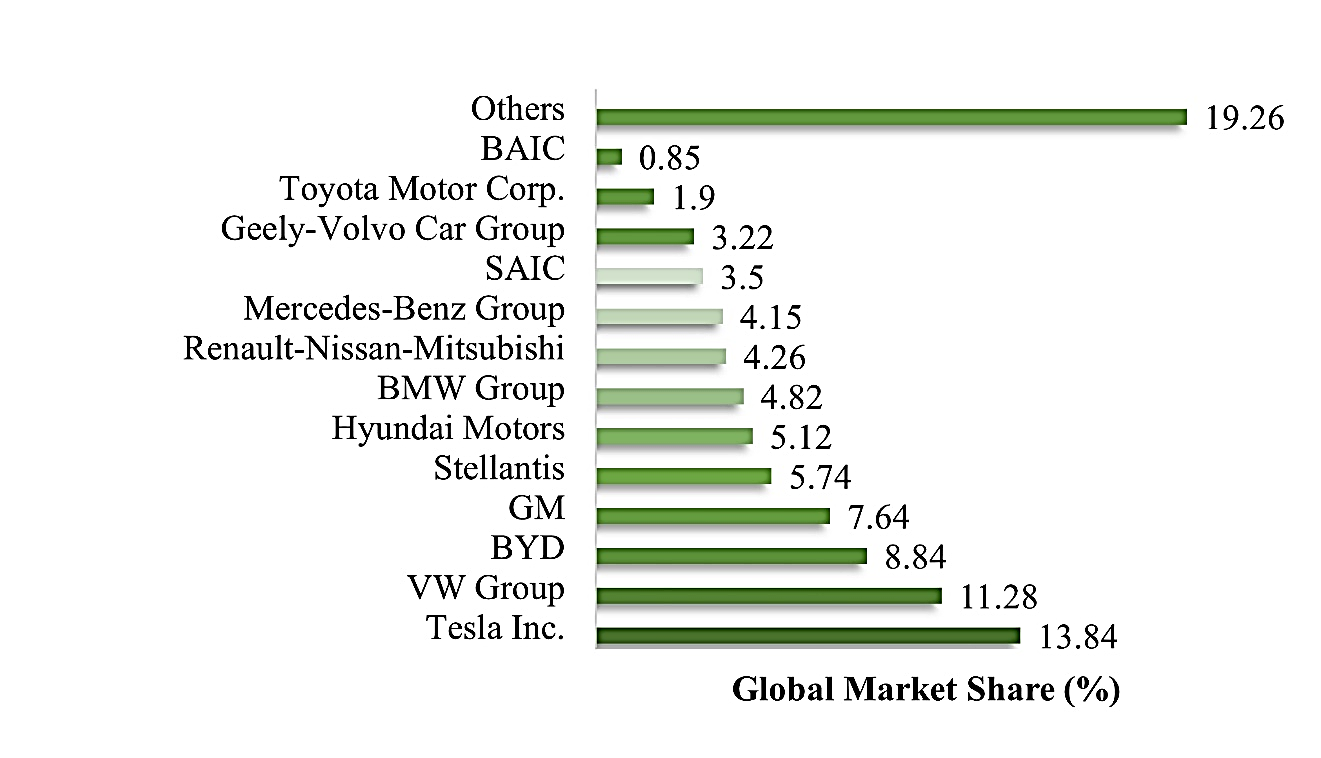 Others 19.26
BAIC 0.85
Toyota Motor Corp. 1.9
Geely-Volvo Car Group 3.22
SAIC 3.5
Mercedes-Benz Group 4.15
Renault-Nissan-Mitsubishi 4.26
BMW Group 4.82
Hyundai Motors 5.12
Stellantis 5.74
GM 7.64
BYD 8.84
VW Group 11.28
Tesla Inc. 13.84
Global Market Share (%)